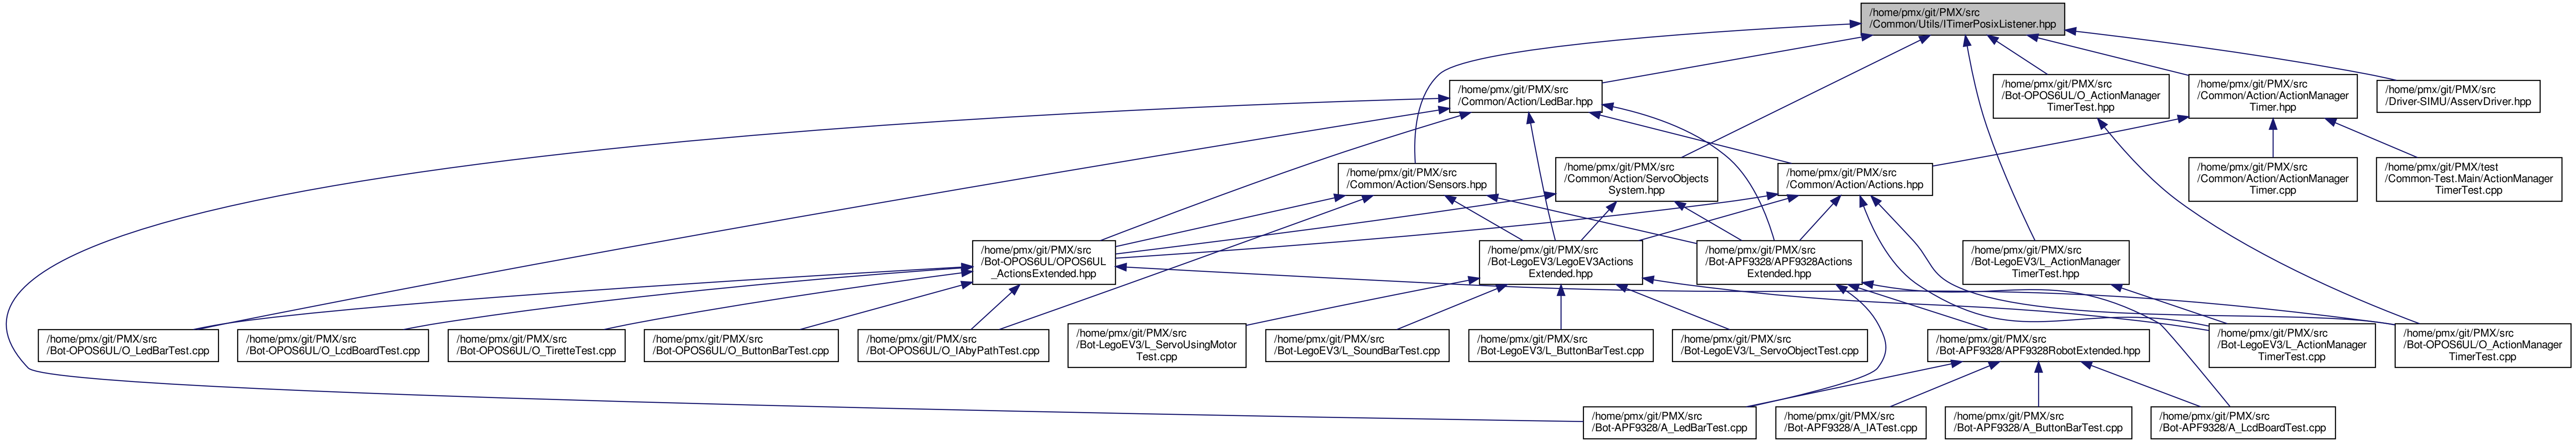 /home/pmx/git/PMX/src
/Common/Utils/ITimerPosixListener.hpp
/home/pmx/git/PMX/src
/Common/Action/LedBar.hpp
/home/pmx/git/PMX/src
/Bot-OPOS6UL/O_ActionManager
TimerTest.hpp
/home/pmx/git/PMX/src
/Common/Action/ActionManager
Timer.hpp
/home/pmx/git/PMX/src
/Driver-SIMU/AsservDriver.hpp
/home/pmx/git/PMX/src
/Common/Action/Sensors.hpp
/home/pmx/git/PMX/src
/Common/Action/ServoObjects
System.hpp
/home/pmx/git/PMX/src
/Common/Action/Actions.hpp
/home/pmx/git/PMX/src
/Common/Action/ActionManager
Timer.cpp
/home/pmx/git/PMX/test
/Common-Test.Main/ActionManager
TimerTest.cpp
/home/pmx/git/PMX/src
/Bot-OPOS6UL/OPOS6UL
_ActionsExtended.hpp
/home/pmx/git/PMX/src
/Bot-LegoEV3/LegoEV3Actions
Extended.hpp
/home/pmx/git/PMX/src
/Bot-APF9328/APF9328Actions
Extended.hpp
/home/pmx/git/PMX/src
/Bot-LegoEV3/L_ActionManager
TimerTest.hpp
/home/pmx/git/PMX/src
/Bot-OPOS6UL/O_LedBarTest.cpp
/home/pmx/git/PMX/src
/Bot-OPOS6UL/O_LcdBoardTest.cpp
/home/pmx/git/PMX/src
/Bot-OPOS6UL/O_TiretteTest.cpp
/home/pmx/git/PMX/src
/Bot-OPOS6UL/O_ButtonBarTest.cpp
/home/pmx/git/PMX/src
/Bot-OPOS6UL/O_IAbyPathTest.cpp
/home/pmx/git/PMX/src
/Bot-LegoEV3/L_ServoUsingMotor
Test.cpp
/home/pmx/git/PMX/src
/Bot-LegoEV3/L_SoundBarTest.cpp
/home/pmx/git/PMX/src
/Bot-LegoEV3/L_ButtonBarTest.cpp
/home/pmx/git/PMX/src
/Bot-LegoEV3/L_ServoObjectTest.cpp
/home/pmx/git/PMX/src
/Bot-APF9328/APF9328RobotExtended.hpp
/home/pmx/git/PMX/src
/Bot-LegoEV3/L_ActionManager
TimerTest.cpp
/home/pmx/git/PMX/src
/Bot-OPOS6UL/O_ActionManager
TimerTest.cpp
/home/pmx/git/PMX/src
/Bot-APF9328/A_LedBarTest.cpp
/home/pmx/git/PMX/src
/Bot-APF9328/A_IATest.cpp
/home/pmx/git/PMX/src
/Bot-APF9328/A_ButtonBarTest.cpp
/home/pmx/git/PMX/src
/Bot-APF9328/A_LcdBoardTest.cpp